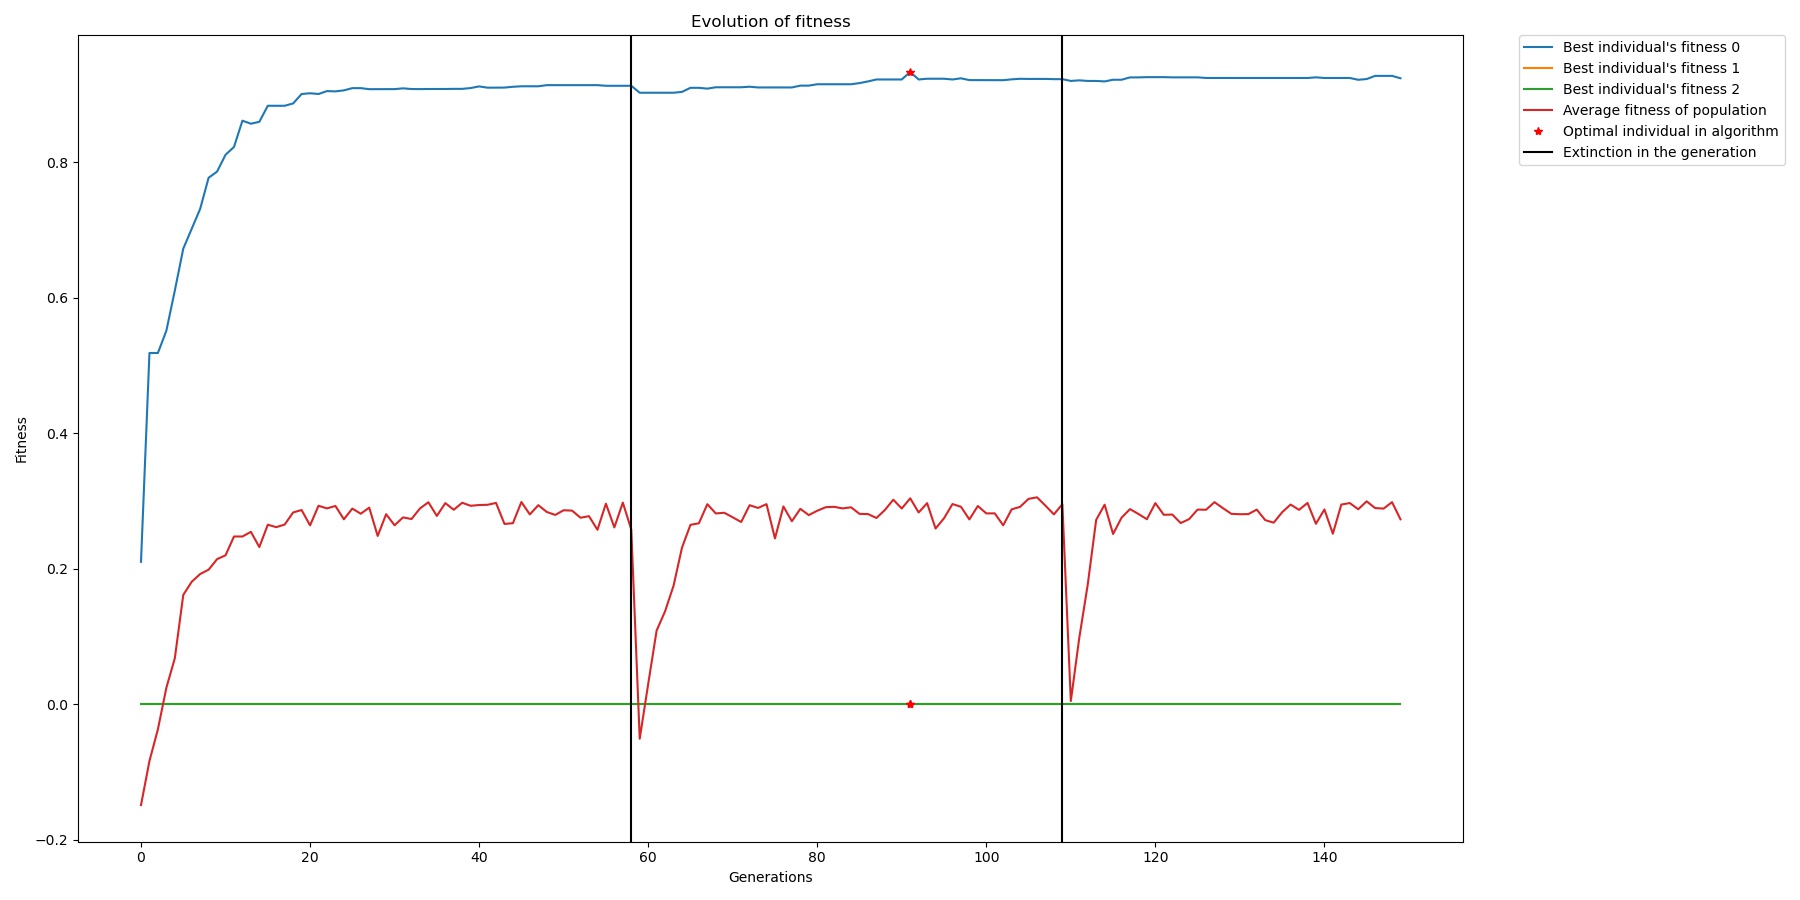 Evolution of fitness
Best individual's fitness 0
Best individual's fitness 1
Best individual's fitness 2
Average fitness of population
Optimal individual in algorithm
Extinction in the generation
0.8
0.6
0.4
0.2
0.0
−0.2
Fitness
0 20 40 60 80 100 120 140
Generations